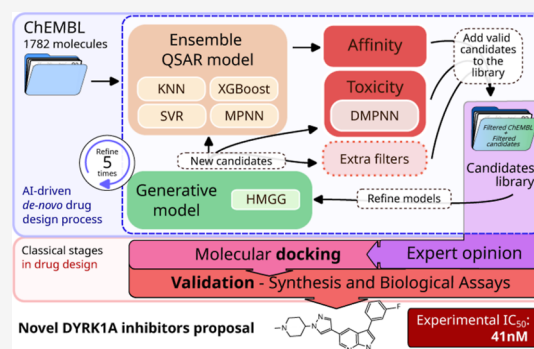 ChEMBL
1782 molecules
Ensemble
QSAR model
KNN
XGBoost
SVR
MPNN
Affinity
Toxicity
DMPNN
Extra filters
Add valid
candidates
to the
library
Filtered ChEMBL
+
Filtered
candidates
Candidates
library
Refine
5
times
New candidates
AI-driven
de-novo drug
design process
Generative
model
HMGG
Refine models
Classical stages
in drug design
Molecular docking
Expert opinion
Validation - Synthesis and Biological Assays
Novel DYRK1A inhibitors proposal
N
N
N
N
N
N
H
F
Experimental IC₅₀:
41nM